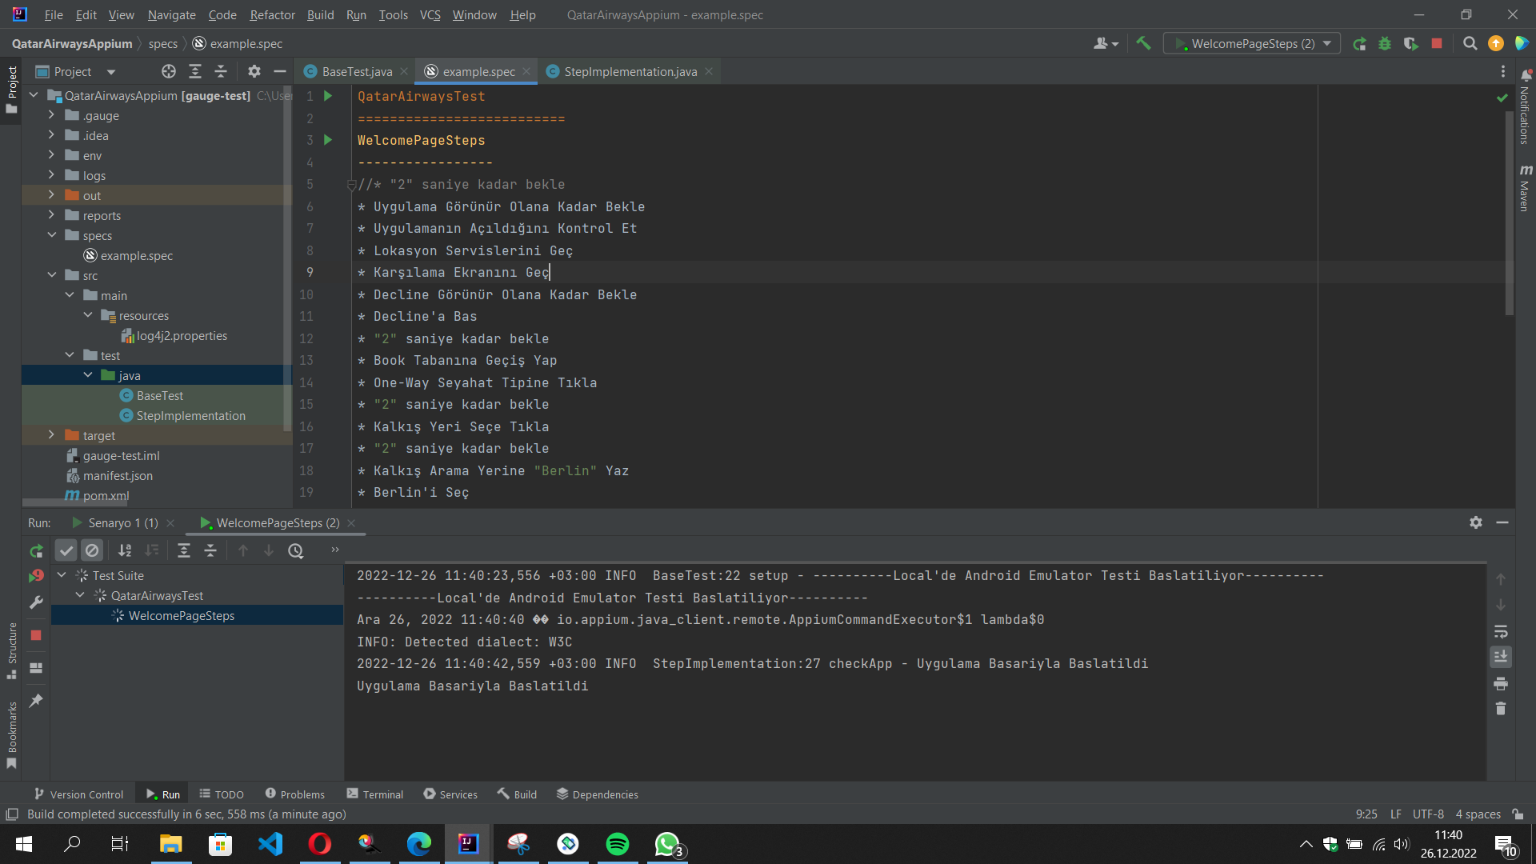 File Edit View Navigate Code Refactor Build Run Tools VCS Window Help QatarAirwaysAppium - example.spec
QatarAirwaysAppium specs example.spec WelcomePageSteps (2)
Project BaseTest.java example.spec StepImplementation.java
Project
QatarAirwaysAppium [gauge-test] C:\User
.gauge
.idea
env
logs
out
reports
specs
example.spec
src
main
resources
log4j2.properties
test
java
BaseTest
StepImplementation
target
gauge-test.iml
manifest.json
pom.xml
1 QatarAirwaysTest
2 ==========================
3 WelcomePageSteps
4 -----------------
5 //* "2" saniye kadar bekle
6 * Uygulama Görünür Olana Kadar Bekle
7 * Uygulamanın Açıldığını Kontrol Et
8 * Lokasyon Servislerini Geç
9 * Karşılama Ekranını Geç
10 * Decline Görünür Olana Kadar Bekle
11 * Decline'a Bas
12 * "2" saniye kadar bekle
13 * Book Tabanına Geçiş Yap
14 * One-Way Seyahat Tipine Tıkla
15 * "2" saniye kadar bekle
16 * Kalkış Yeri Seçe Tıkla
17 * "2" saniye kadar bekle
18 * Kalkış Arama Yerine "Berlin" Yaz
19 * Berlin'i Seç
Notifications
Maven
Run: Senaryo 1 (1) WelcomePageSteps (2)
Test Suite
QatarAirwaysTest
WelcomePageSteps
2022-12-26 11:40:23,556 +03:00 INFO  BaseTest:22 setup - ----------Local'de Android Emulator Testi Baslatiliyor----------
----------Local'de Android Emulator Testi Baslatiliyor----------
Ara 26, 2022 11:40:40 �� io.appium.java_client.remote.AppiumCommandExecutor$1 lambda$0
INFO: Detected dialect: W3C
2022-12-26 11:40:42,559 +03:00 INFO  StepImplementation:27 checkApp - Uygulama Basariyla Baslatildi
Uygulama Basariyla Baslatildi
Structure
Bookmarks
Version Control Run TODO Problems Terminal Services Build Dependencies
Build completed successfully in 6 sec, 558 ms (a minute ago) 9:25 LF UTF-8 4 spaces
3
11:40
26.12.2022
10